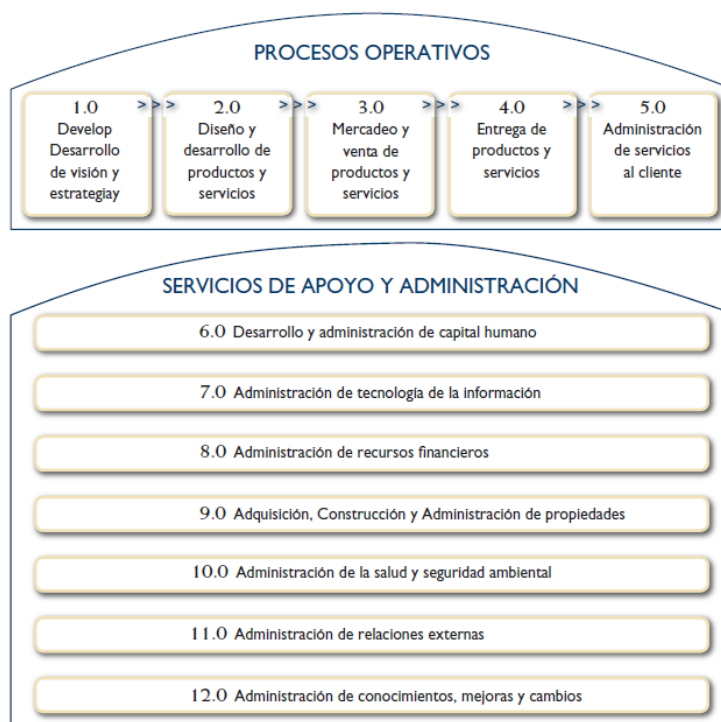 PROCESOS OPERATIVOS
1.0 > > >
Develop
Desarrollo
de visión y
estrategiay
2.0 > > >
Diseño y
desarrollo de
productos y
servicios
3.0 > > >
Mercadeo y
venta de
productos y
servicios
4.0 > > >
Entrega de
productos y
servicios
5.0
Administración
de servicios
al cliente
SERVICIOS DE APOYO Y ADMINISTRACIÓN
6.0 Desarrollo y administración de capital humano
7.0 Administración de tecnología de la información
8.0 Administración de recursos financieros
9.0 Adquisición, Construcción y Administración de propiedades
10.0 Administración de la salud y seguridad ambiental
11.0 Administración de relaciones externas
12.0 Administración de conocimientos, mejoras y cambios